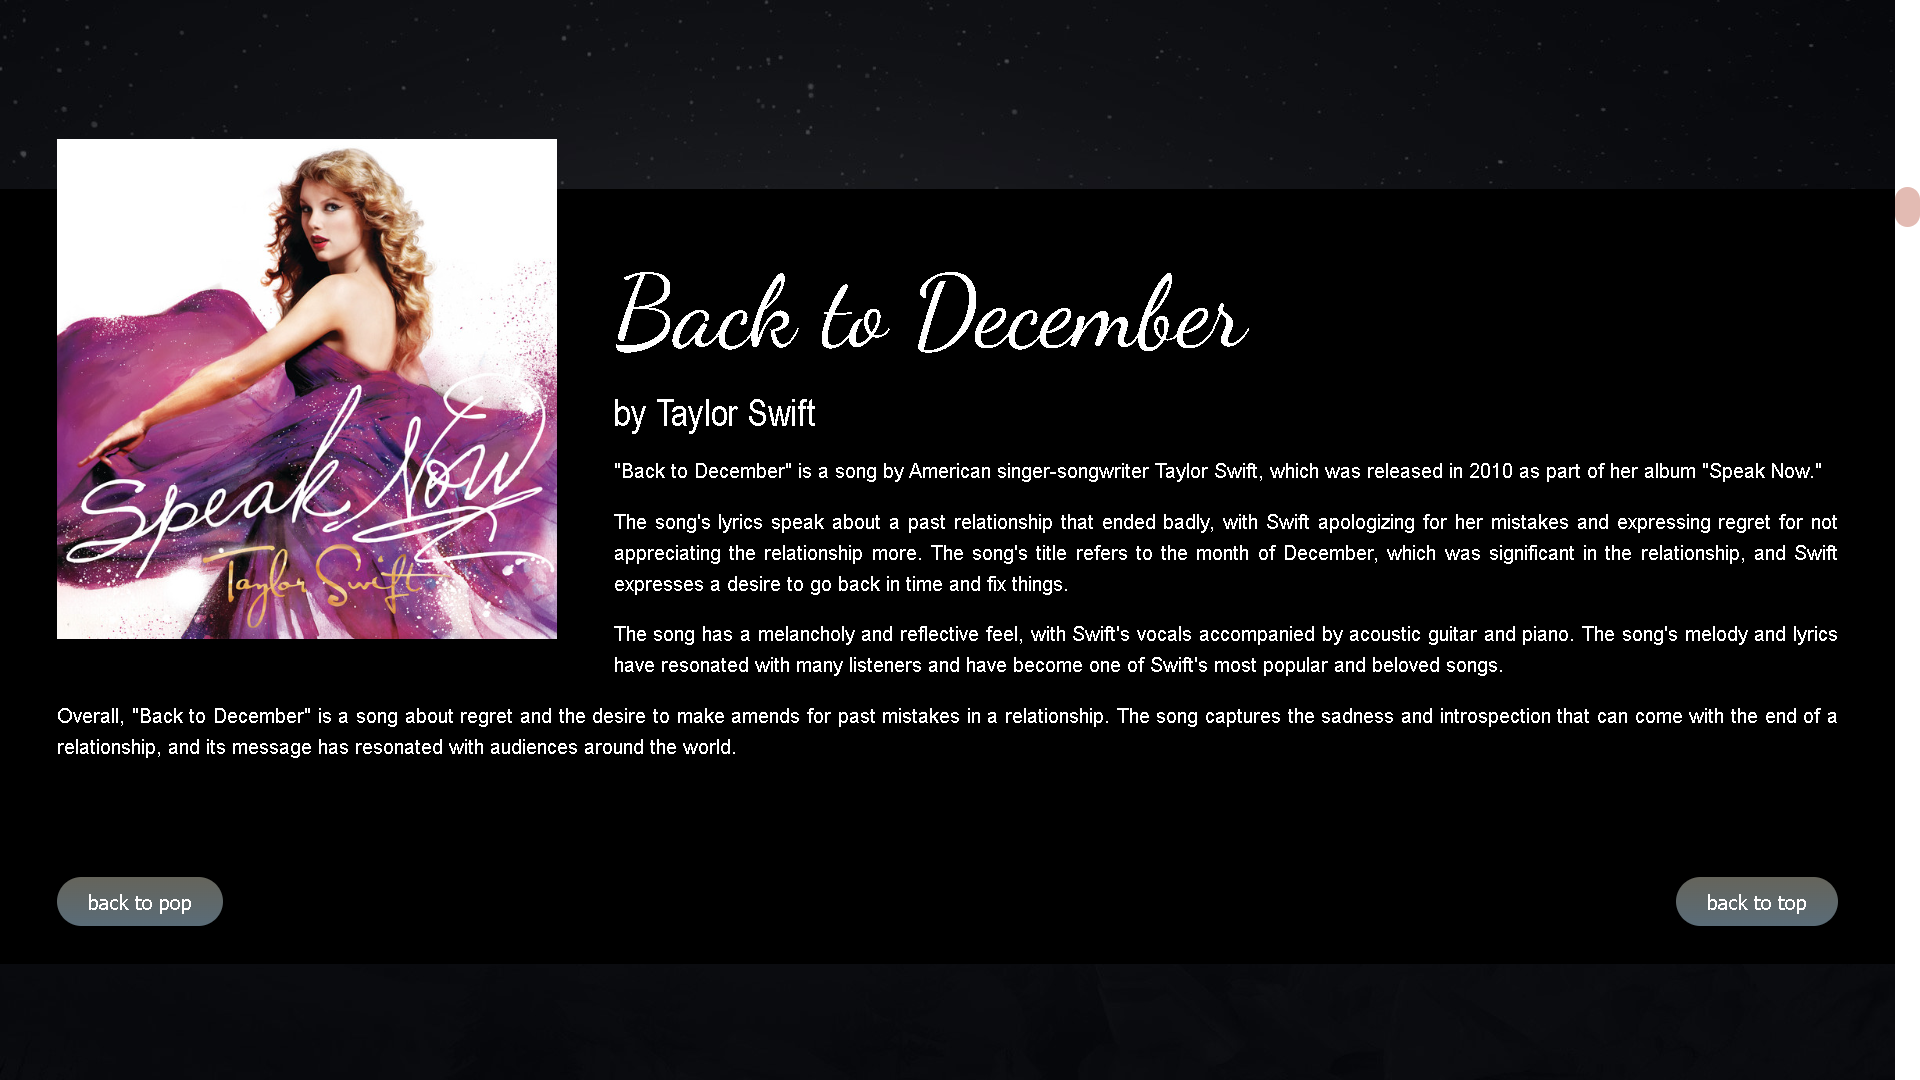 Speak Now
Taylor Swift
Back to December
by Taylor Swift
"Back to December" is a song by American singer-songwriter Taylor Swift, which was released in 2010 as part of her album "Speak Now."
The song's lyrics speak about a past relationship that ended badly, with Swift apologizing for her mistakes and expressing regret for not
appreciating the relationship more. The song's title refers to the month of December, which was significant in the relationship, and Swift
expresses a desire to go back in time and fix things.
The song has a melancholy and reflective feel, with Swift's vocals accompanied by acoustic guitar and piano. The song's melody and lyrics
have resonated with many listeners and have become one of Swift's most popular and beloved songs.
Overall, "Back to December" is a song about regret and the desire to make amends for past mistakes in a relationship. The song captures the sadness and introspection that can come with the end of a
relationship, and its message has resonated with audiences around the world.
back to pop
back to top